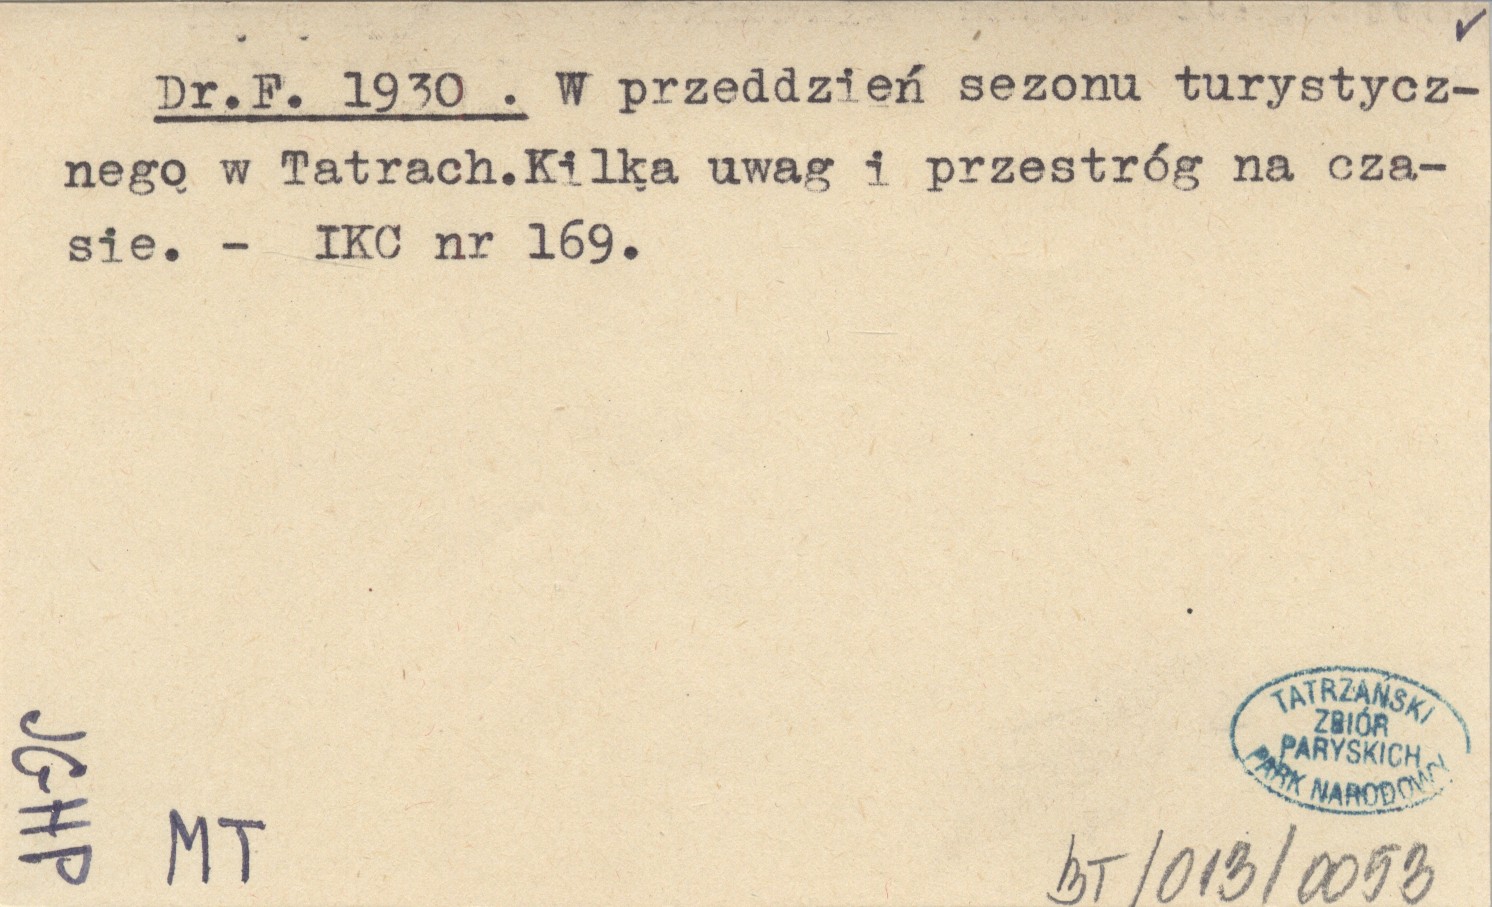 ✓
Dr.F. 1930 . W przeddzień sezonu turystycz-
nego w Tatrach.Kilka uwag i przestróg na cza-
sie. - IKC nr 169.
TATRZAŃSKI
ZBIÓR
PARYSKICH
PARK NARODOWY
JGHP
MT
BT/013/0053